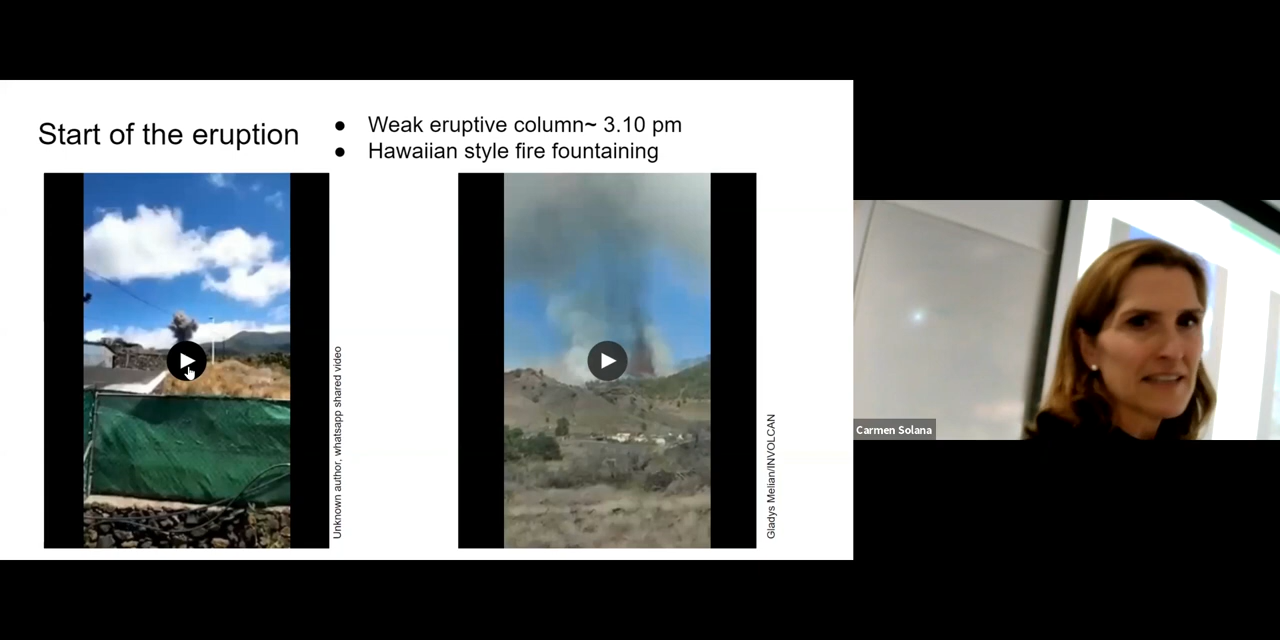 Start of the eruption
● Weak eruptive column~ 3.10 pm
● Hawaiian style fire fountaining
Unknown author, whatsapp shared video
Gladys Melian/INVOLCAN
Carmen Solana